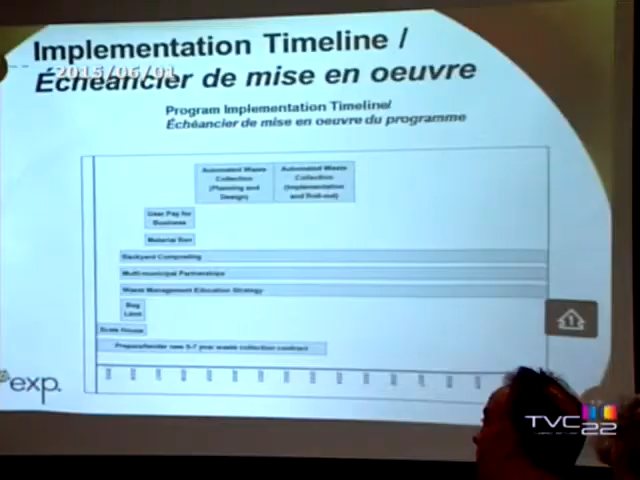 Implementation Timeline /
Échéancier de mise en oeuvre
2015/06/01
Program Implementation Timeline/
Échéancier de mise en oeuvre du programme
Automated Waste
Collection
(Planning and
Design)
Automated Waste
Collection
(Implementation
and Roll-out)
User Pay for
Business
Material Ban
Backyard Composting
Multi-municipal Partnerships
Waste Management Education Strategy
Bag
Limit
Scale House
Prepare/tender new 5-7 year waste collection contract
exp.
1
TVC
22